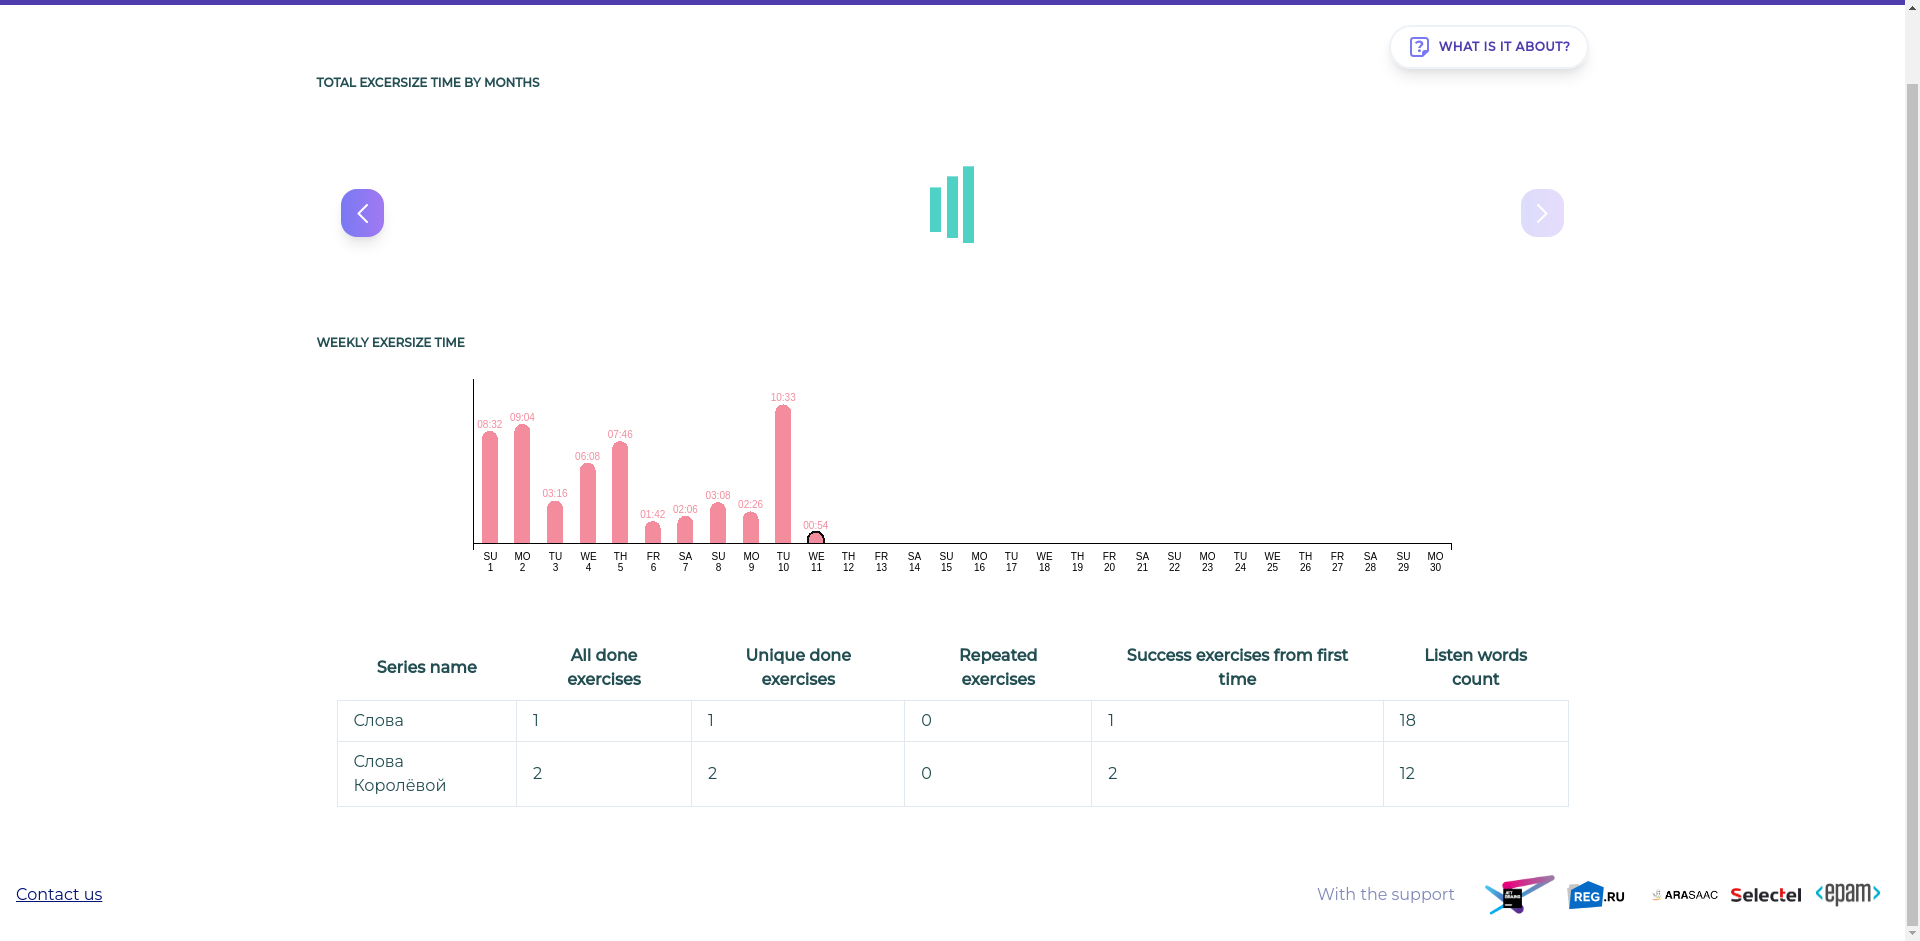 WHAT IS IT ABOUT?
TOTAL EXCERSIZE TIME BY MONTHS
WEEKLY EXERSIZE TIME
08:32 09:04 03:16 06:08 07:46 01:42 02:06 03:08 02:26 10:33 00:54
SU MO TU WE TH FR SA SU MO TU WE TH FR SA SU MO TU WE TH FR SA SU MO TU WE TH FR SA SU MO
1 2 3 4 5 6 7 8 9 10 11 12 13 14 15 16 17 18 19 20 21 22 23 24 25 26 27 28 29 30
Series name
All done
exercises
Unique done
exercises
Repeated
exercises
Success exercises from first
time
Listen words
count
Слова 1 1 0 1 18
Слова
Королёвой
2 2 0 2 12
Contact us
With the support
JET
BRAINS
REG.RU
ARASAAC
Selectel
<epam>